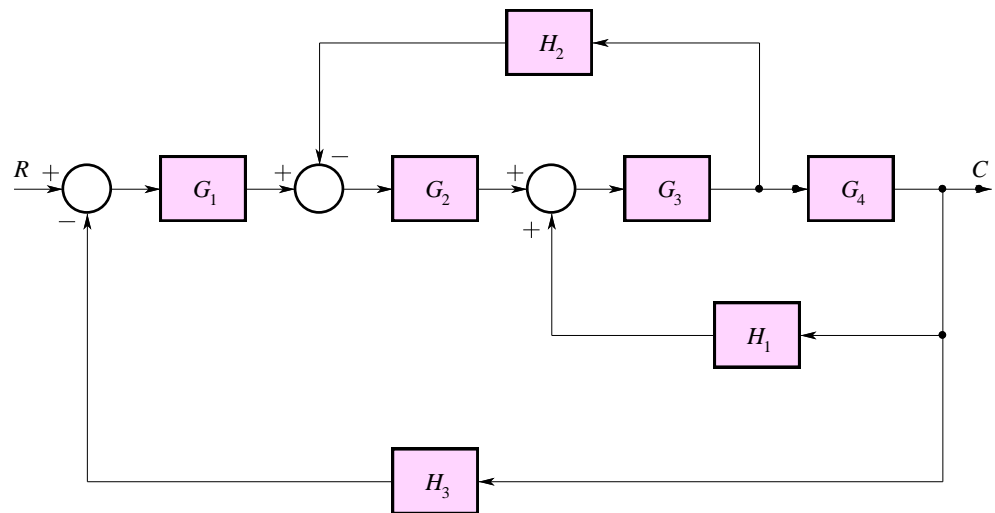 H₂
R + − + − G₁ + G₂ + + G₃ G₄ C
H₁
H₃